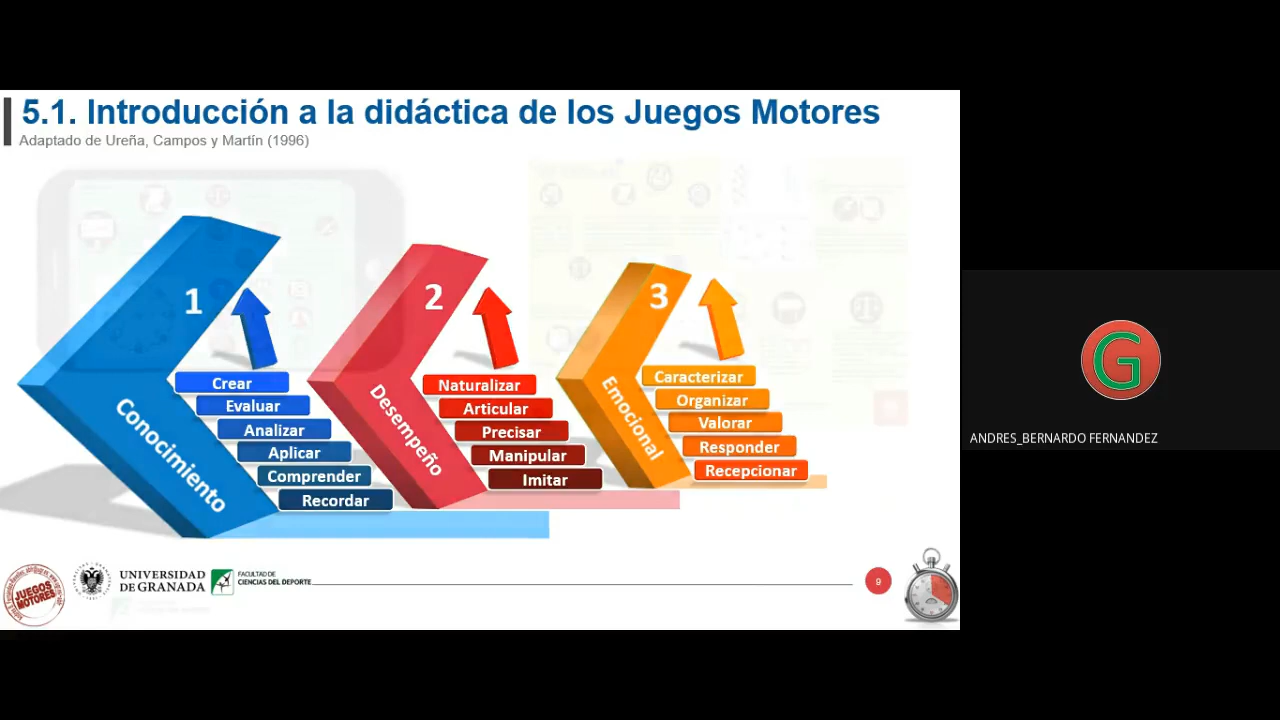 5.1. Introducción a la didáctica de los Juegos Motores
Adaptado de Ureña, Campos y Martín (1996)
1
Conocimiento
Crear
Evaluar
Analizar
Aplicar
Comprender
Recordar
2
Desempeño
Naturalizar
Articular
Precisar
Manipular
Imitar
3
Emocional
Caracterizar
Organizar
Valorar
Responder
Recepcionar
JUEGOS
MOTORES
UNIVERSIDAD
DE GRANADA
FACULTAD DE
CIENCIAS DEL DEPORTE
9
G
ANDRES_BERNARDO FERNANDEZ